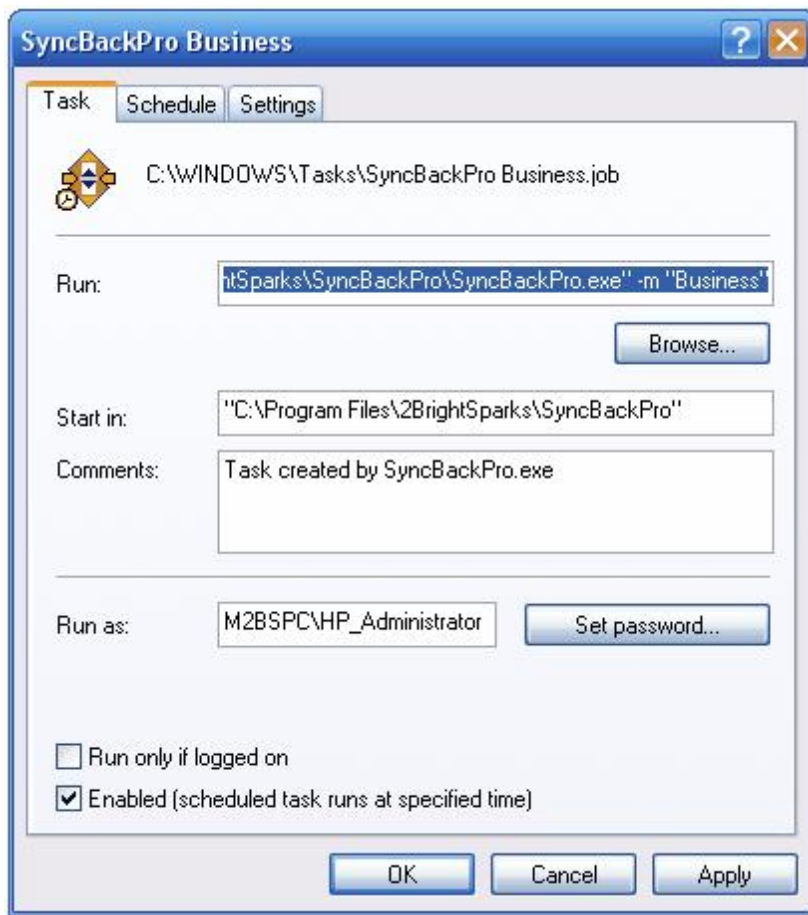 SyncBackPro Business
Task Schedule Settings
C:\WINDOWS\Tasks\SyncBackPro Business.job
Run: htSparks\SyncBackPro\SyncBackPro.exe" -m "Business"
Browse...
Start in: "C:\Program Files\2BrightSparks\SyncBackPro"
Comments: Task created by SyncBackPro.exe
Run as: M2BSPC\HP_Administrator Set password...
Run only if logged on
Enabled (scheduled task runs at specified time)
OK Cancel Apply